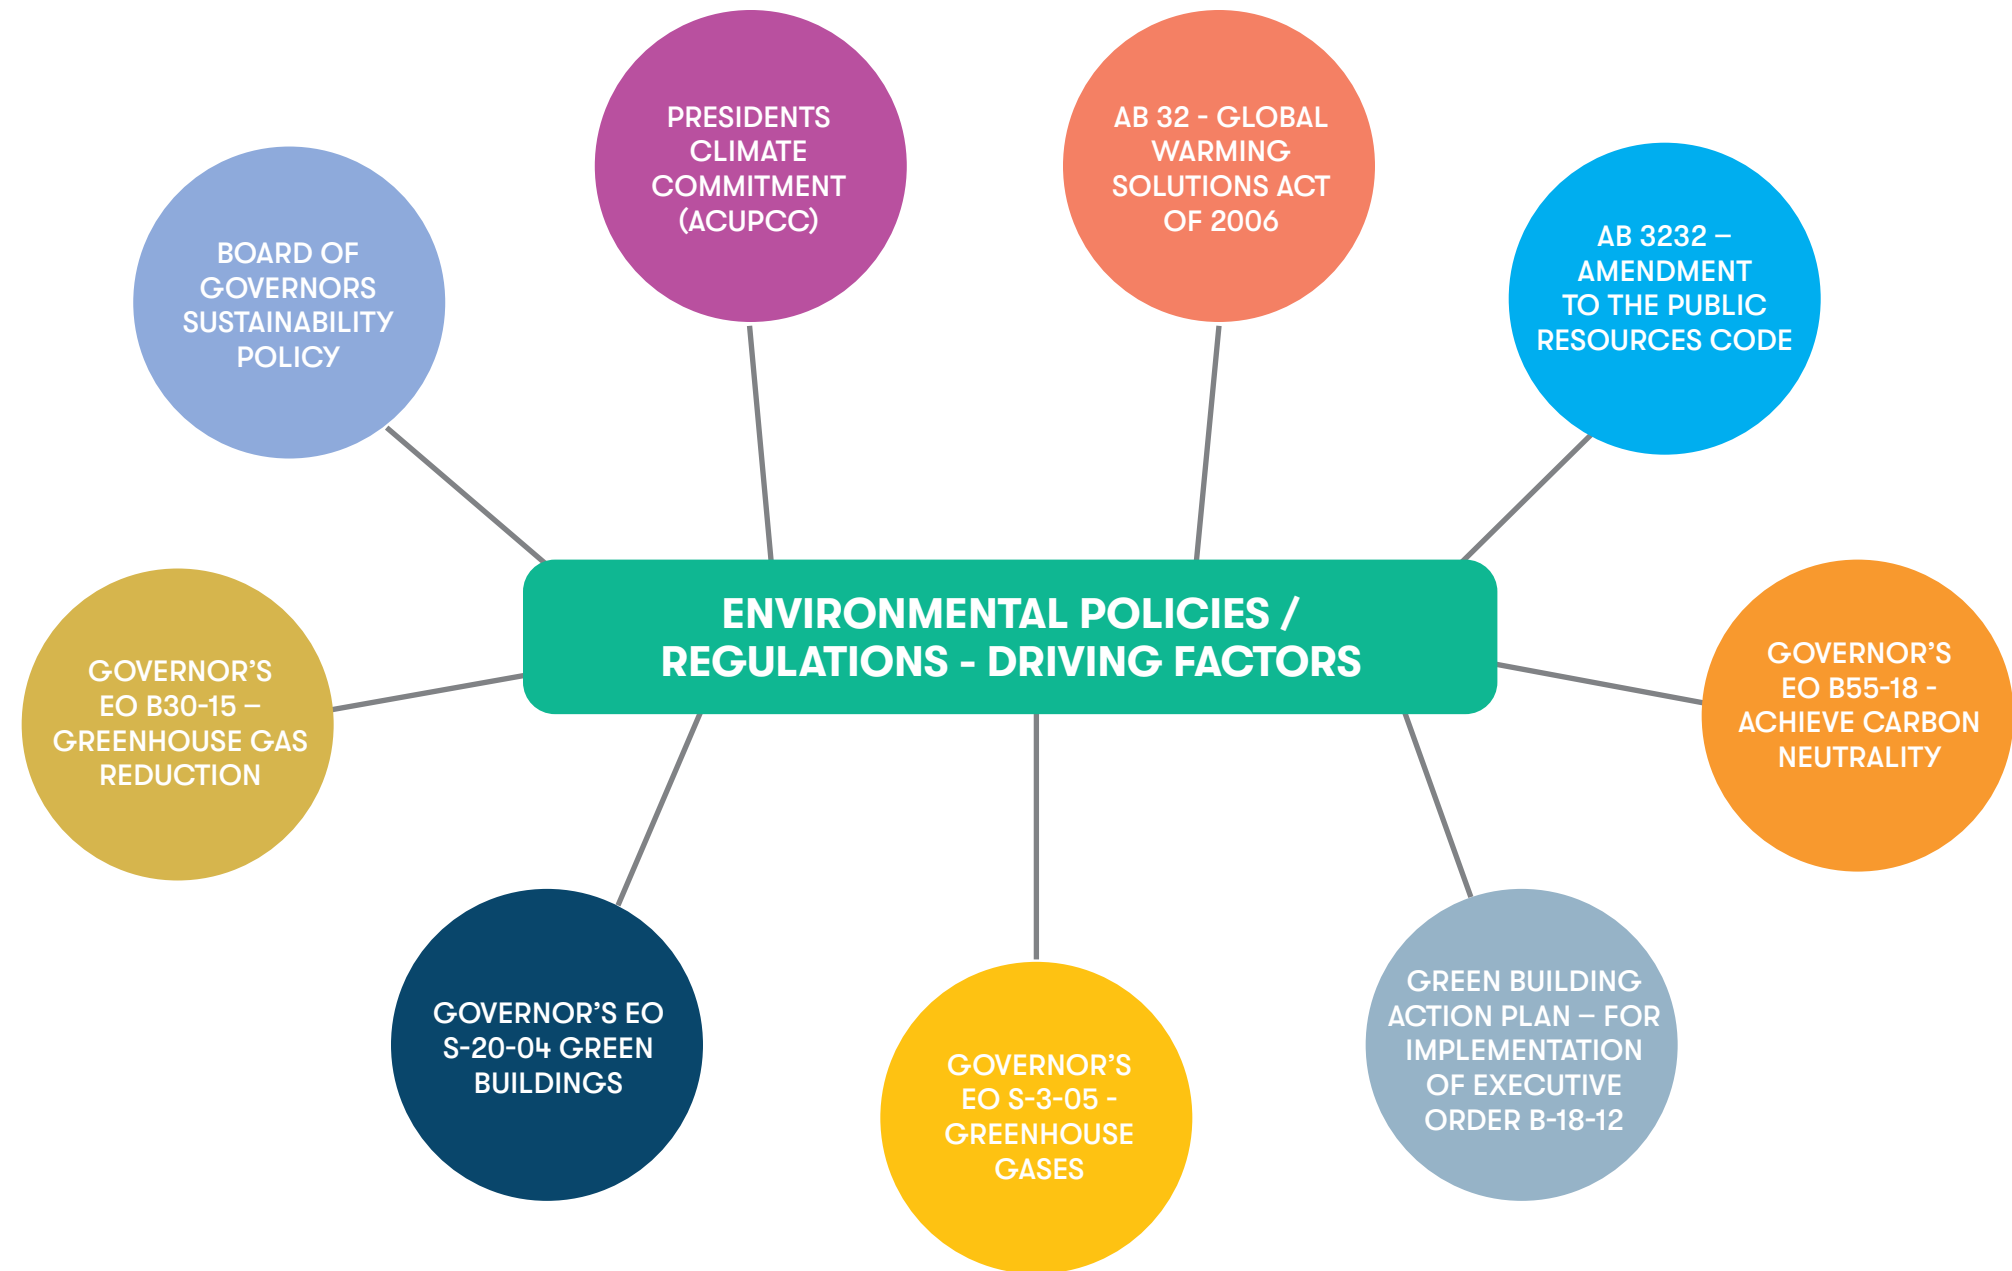 PRESIDENTS
CLIMATE
COMMITMENT
(ACUPCC)
AB 32 - GLOBAL
WARMING
SOLUTIONS ACT
OF 2006
BOARD OF
GOVERNORS
SUSTAINABILITY
POLICY
AB 3232 –
AMENDMENT
TO THE PUBLIC
RESOURCES CODE
ENVIRONMENTAL POLICIES /
REGULATIONS - DRIVING FACTORS
GOVERNOR'S
EO B30-15 –
GREENHOUSE GAS
REDUCTION
GOVERNOR'S
EO B55-18 -
ACHIEVE CARBON
NEUTRALITY
GOVERNOR'S EO
S-20-04 GREEN
BUILDINGS
GOVERNOR'S
EO S-3-05 -
GREENHOUSE
GASES
GREEN BUILDING
ACTION PLAN – FOR
IMPLEMENTATION
OF EXECUTIVE
ORDER B-18-12